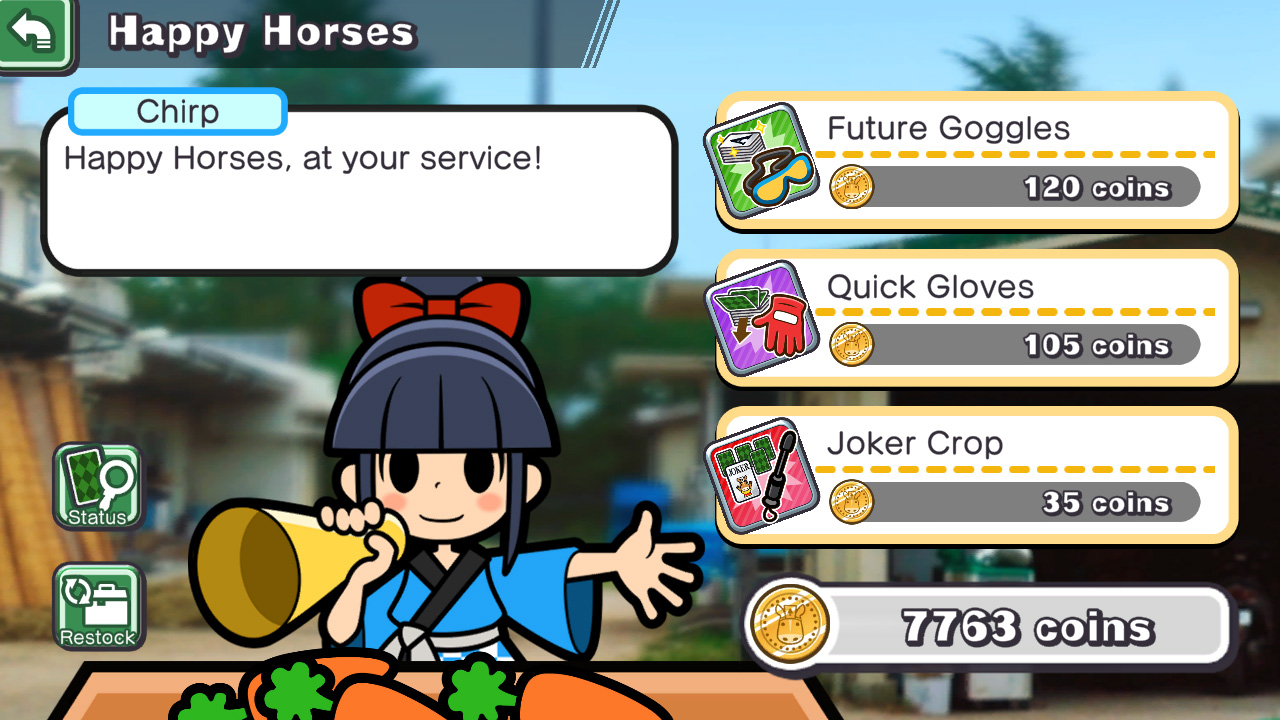 Happy Horses
Chirp
Happy Horses, at your service!
Future Goggles
120 coins
Quick Gloves
105 coins
Joker Crop
JOKER
35 coins
Status
Restock
7763 coins